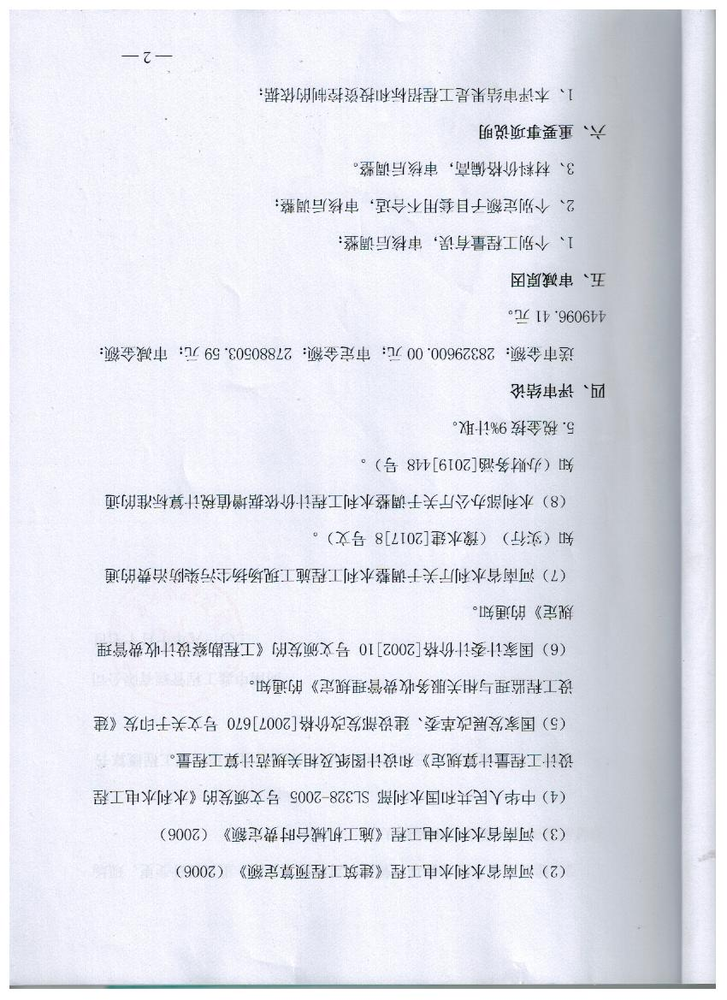 （2）河南省水利水电工程《建筑工程预算定额》（2006）
（3）河南省水利水电工程《施工机械台时费定额》（2006）
（4）中华人民共和国水利部 SL328-2005 号文颁发的《水利水电工程
设计工程量计算规定》和设计图纸及相关规范计算工程量。
（5）国家发展改革委、建设部发改价格[2007]670 号文关于印发《建
设工程监理与相关服务收费管理规定》的通知。
（6）国家计委计价格[2002]10 号文颁发的《工程勘察设计收费管理
规定》的通知。
（7）河南省水利厅关于调整水利工程施工现场扬尘污染防治费的通
知（实行）（豫水建[2017]8 号文）。
（8）水利部办公厅关于调整水利工程计价依据增值税计算标准的通
知（办财务函[2019]448 号）。
5.税金按 9%计取。
四、评审结论
送审金额：28329600.00 元；审定金额：27880503.59 元；审减金额：
449096.41 元。
五、审减原因
1、个别工程量有误，审核后调整；
2、个别定额子目套用不合适，审核后调整；
3、材料价格偏高，审核后调整。
六、重要事项说明
1、本评审结果是工程招标和投资控制的依据；
— 2 —